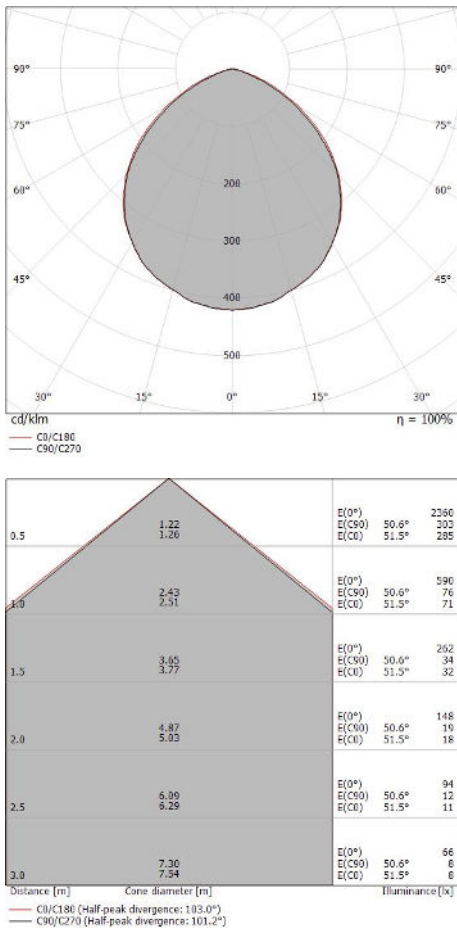 90° 90°
75° 75°
60° 60°
200
300
45° 45°
400
500
30° 15° 0° 15° 30°
cd/klm η = 100%
C0/C180
C90/C270
E(0°) 2360
1.22 E(C90) 50.6° 303
0.5 1.26 E(C0) 51.5° 285
E(0°) 590
2.43 E(C90) 50.6° 76
1.0 2.51 E(C0) 51.5° 71
E(0°) 262
3.65 E(C90) 50.6° 34
1.5 3.77 E(C0) 51.5° 32
E(0°) 148
4.87 E(C90) 50.6° 19
2.0 5.03 E(C0) 51.5° 18
E(0°) 94
6.09 E(C90) 50.6° 12
2.5 6.29 E(C0) 51.5° 11
E(0°) 66
7.30 E(C90) 50.6° 8
3.0 7.54 E(C0) 51.5° 8
Distance [m] Cone diameter [m] Illuminance [lx]
C0/C180 (Half-peak divergence: 103.0°)
C90/C270 (Half-peak divergence: 101.2°)